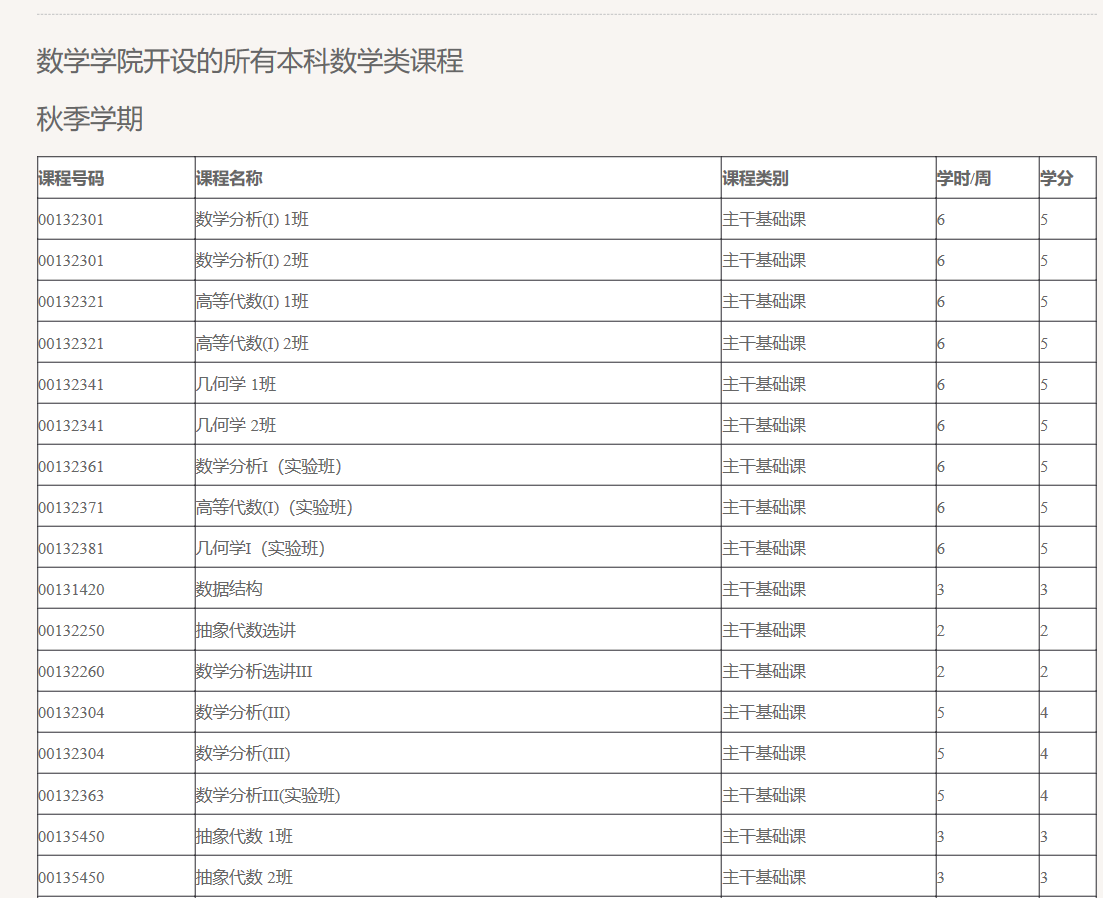 数学学院开设的所有本科数学类课程
秋季学期
课程号码 课程名称 课程类别 学时/周 学分
00132301 数学分析(I) 1班 主干基础课 6 5
00132301 数学分析(I) 2班 主干基础课 6 5
00132321 高等代数(I) 1班 主干基础课 6 5
00132321 高等代数(I) 2班 主干基础课 6 5
00132341 几何学 1班 主干基础课 6 5
00132341 几何学 2班 主干基础课 6 5
00132361 数学分析I（实验班） 主干基础课 6 5
00132371 高等代数(I)（实验班） 主干基础课 6 5
00132381 几何学I（实验班） 主干基础课 6 5
00131420 数据结构 主干基础课 3 3
00132250 抽象代数选讲 主干基础课 2 2
00132260 数学分析选讲III 主干基础课 2 2
00132304 数学分析(III) 主干基础课 5 4
00132304 数学分析(III) 主干基础课 5 4
00132363 数学分析III(实验班) 主干基础课 5 4
00135450 抽象代数 1班 主干基础课 3 3
00135450 抽象代数 2班 主干基础课 3 3